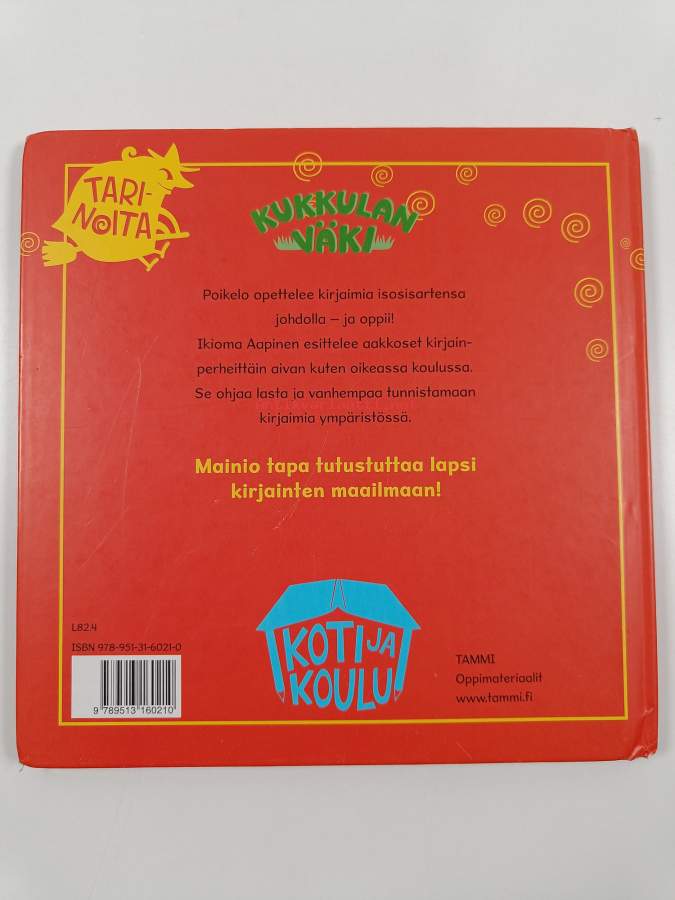 TARI-
NOITA
KUKKULAN
VÄKI
Poikelo opettelee kirjaimia isosisartensa
johdolla – ja oppii!
Ikioma Aapinen esittelee aakkoset kirjain-
perheittäin aivan kuten oikeassa koulussa.
Se ohjaa lasta ja vanhempaa tunnistamaan
kirjaimia ympäristössä.
Mainio tapa tutustuttaa lapsi
kirjainten maailmaan!
KOTI JA
KOULU
L82.4
ISBN 978-951-31-6021-0
9 789513 160210
TAMMI
Oppimateriaalit
www.tammi.fi